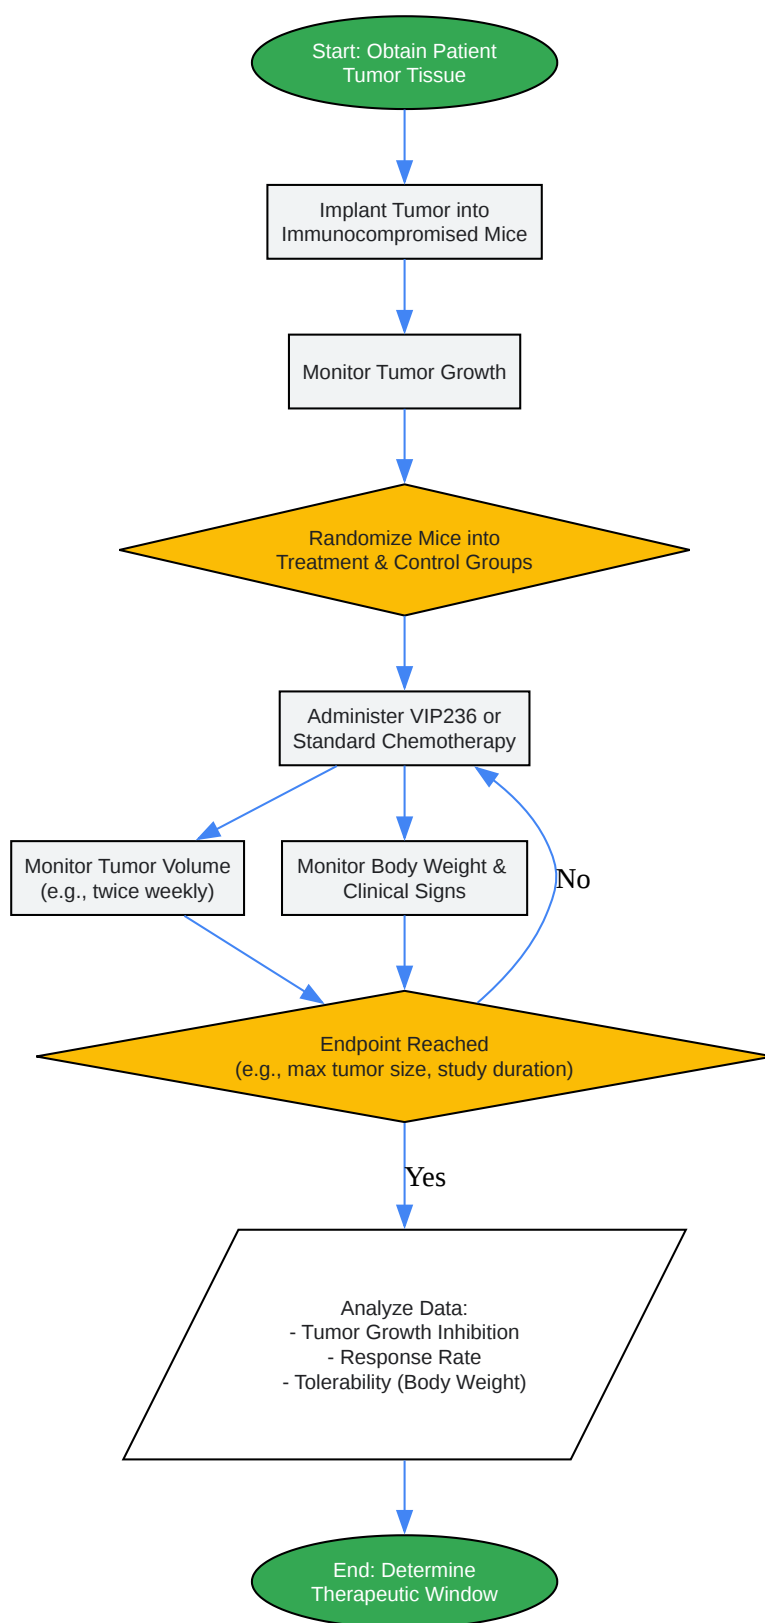 Start: Obtain Patient
Tumor Tissue
Implant Tumor into
Immunocompromised Mice
Monitor Tumor Growth
Randomize Mice into
Treatment & Control Groups
Administer VIP236 or
Standard Chemotherapy
Monitor Tumor Volume
(e.g., twice weekly)
Monitor Body Weight &
Clinical Signs
No
Endpoint Reached
(e.g., max tumor size, study duration)
Yes
Analyze Data:
- Tumor Growth Inhibition
- Response Rate
- Tolerability (Body Weight)
End: Determine
Therapeutic Window